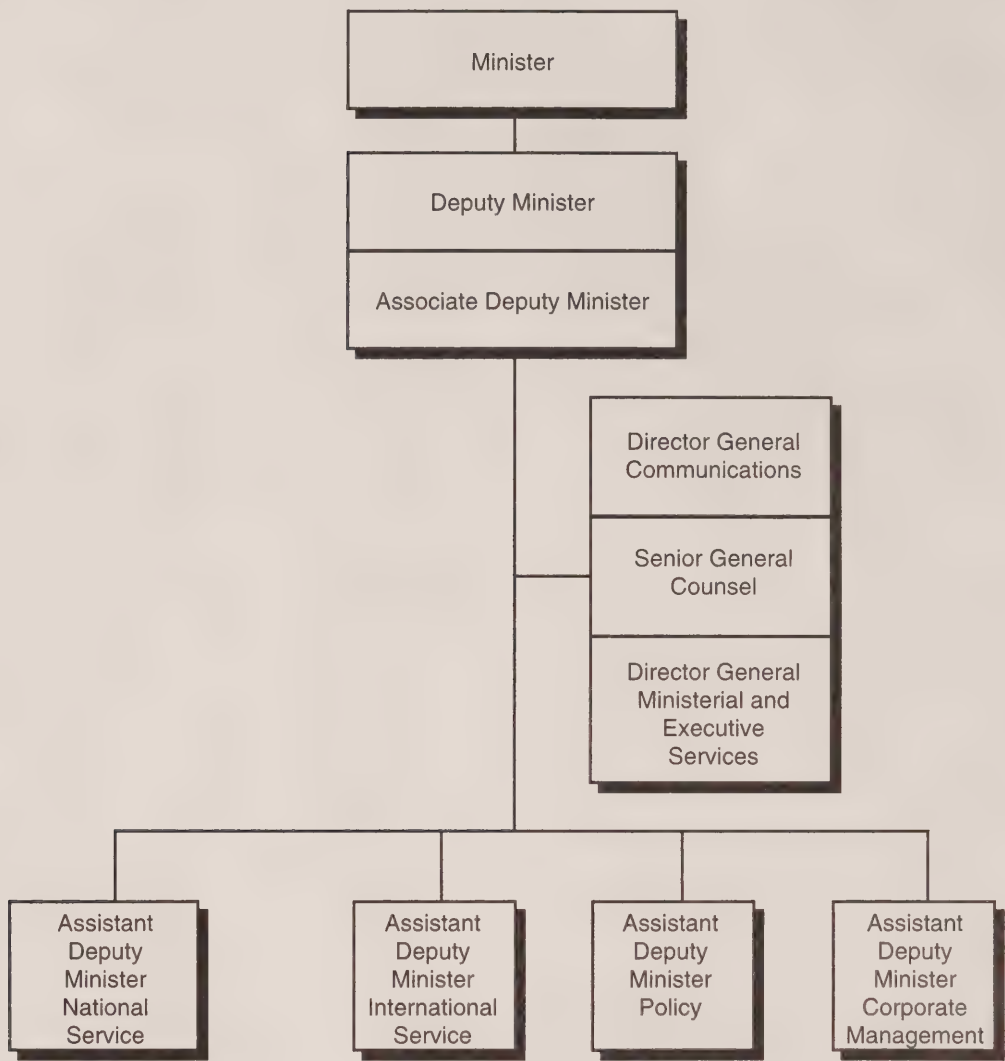 Minister
Deputy Minister
Associate Deputy Minister
Director General
Communications
Senior General
Counsel
Director General
Ministerial and
Executive
Services
Assistant
Deputy
Minister
National
Service
Assistant
Deputy
Minister
International
Service
Assistant
Deputy
Minister
Policy
Assistant
Deputy
Minister
Corporate
Management